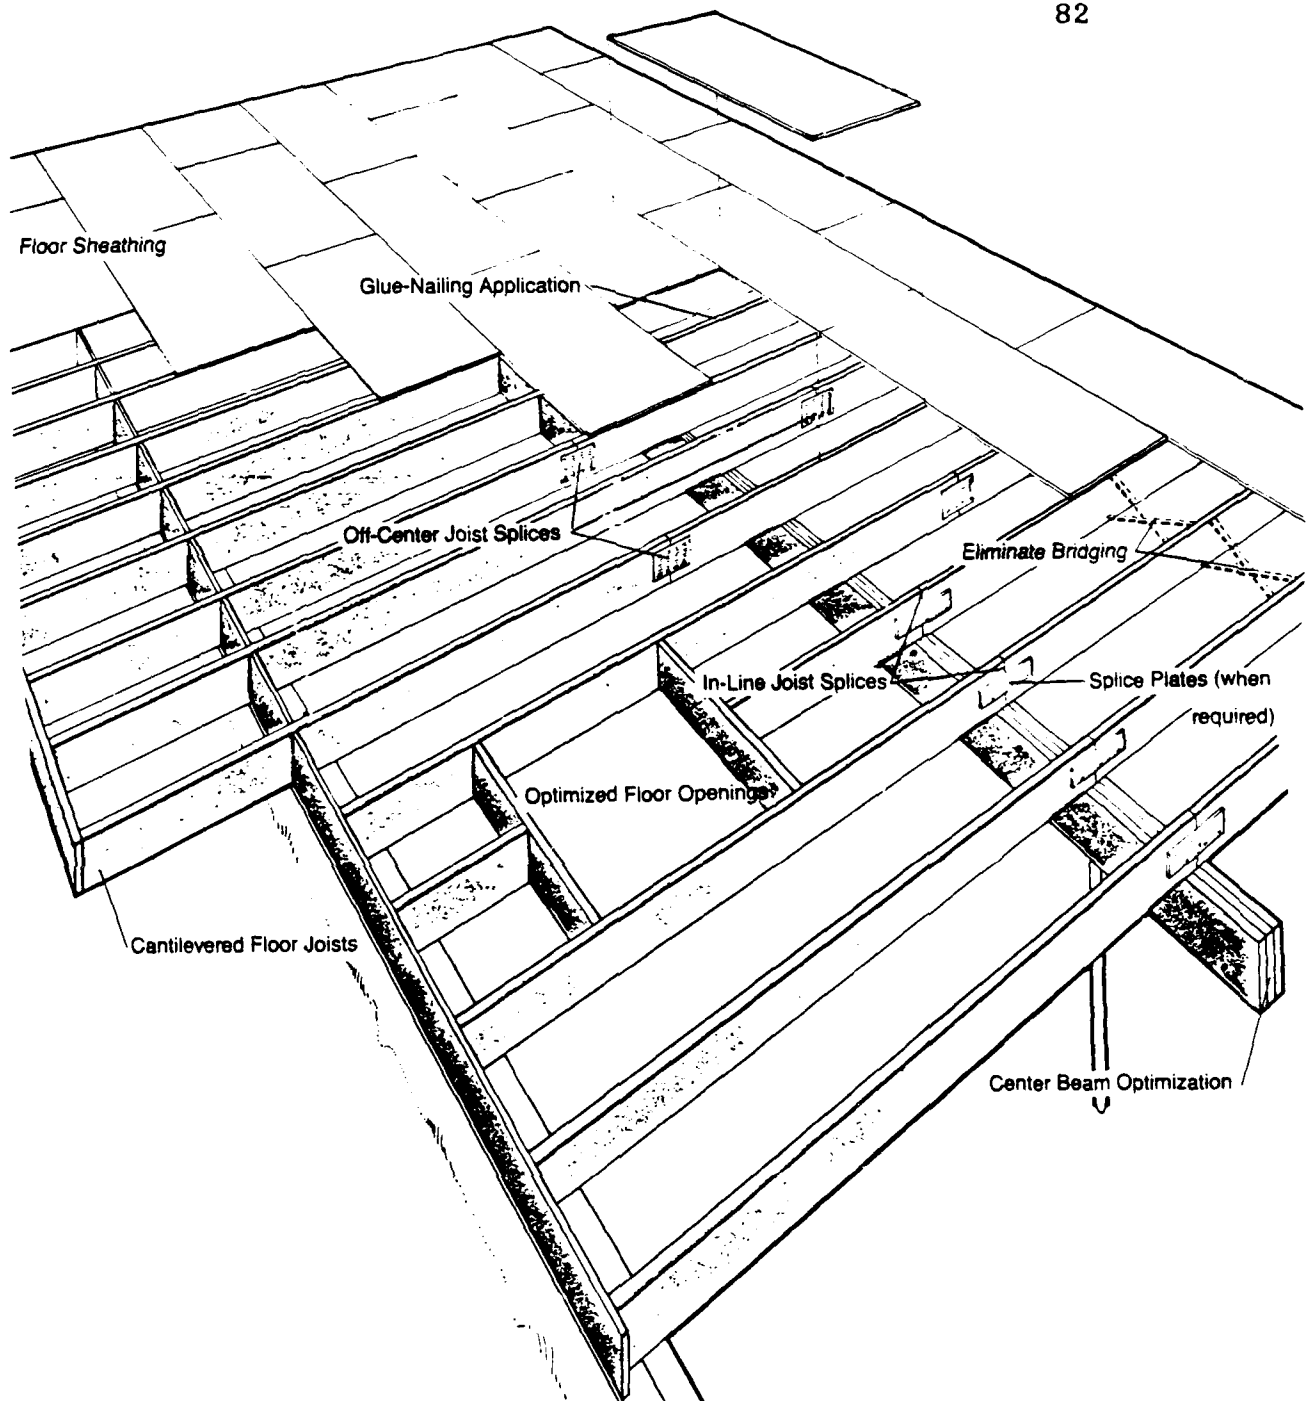 82
Floor Sheathing
Glue-Nailing Application
Off-Center Joist Splices
Eliminate Bridging
In-Line Joist Splices
Splice Plates (when
required)
Optimized Floor Openings
Cantilevered Floor Joists
Center Beam Optimization